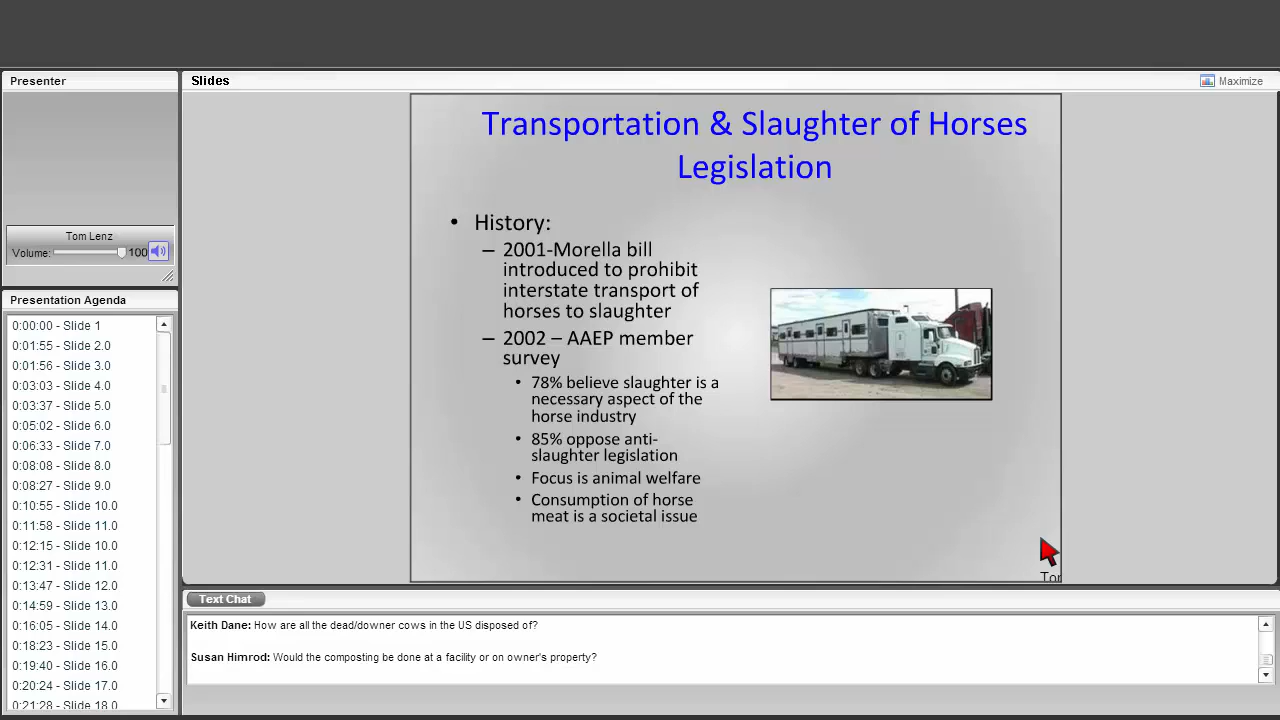 Presenter
Tom Lenz
Volume: 100
Presentation Agenda
0:00:00 - Slide 1
0:01:55 - Slide 2.0
0:01:56 - Slide 3.0
0:03:03 - Slide 4.0
0:03:37 - Slide 5.0
0:05:02 - Slide 6.0
0:06:33 - Slide 7.0
0:08:08 - Slide 8.0
0:08:27 - Slide 9.0
0:10:55 - Slide 10.0
0:11:58 - Slide 11.0
0:12:15 - Slide 10.0
0:12:31 - Slide 11.0
0:13:47 - Slide 12.0
0:14:59 - Slide 13.0
0:16:05 - Slide 14.0
0:18:23 - Slide 15.0
0:19:40 - Slide 16.0
0:20:24 - Slide 17.0
0:21:28 - Slide 18.0
Slides
Maximize
Transportation & Slaughter of Horses
Legislation
• History:
– 2001-Morella bill
introduced to prohibit
interstate transport of
horses to slaughter
– 2002 – AAEP member
survey
• 78% believe slaughter is a
necessary aspect of the
horse industry
• 85% oppose anti-
slaughter legislation
• Focus is animal welfare
• Consumption of horse
meat is a societal issue
Tor
Text Chat
Keith Dane: How are all the dead/downer cows in the US disposed of?
Susan Himrod: Would the composting be done at a facility or on owner's property?